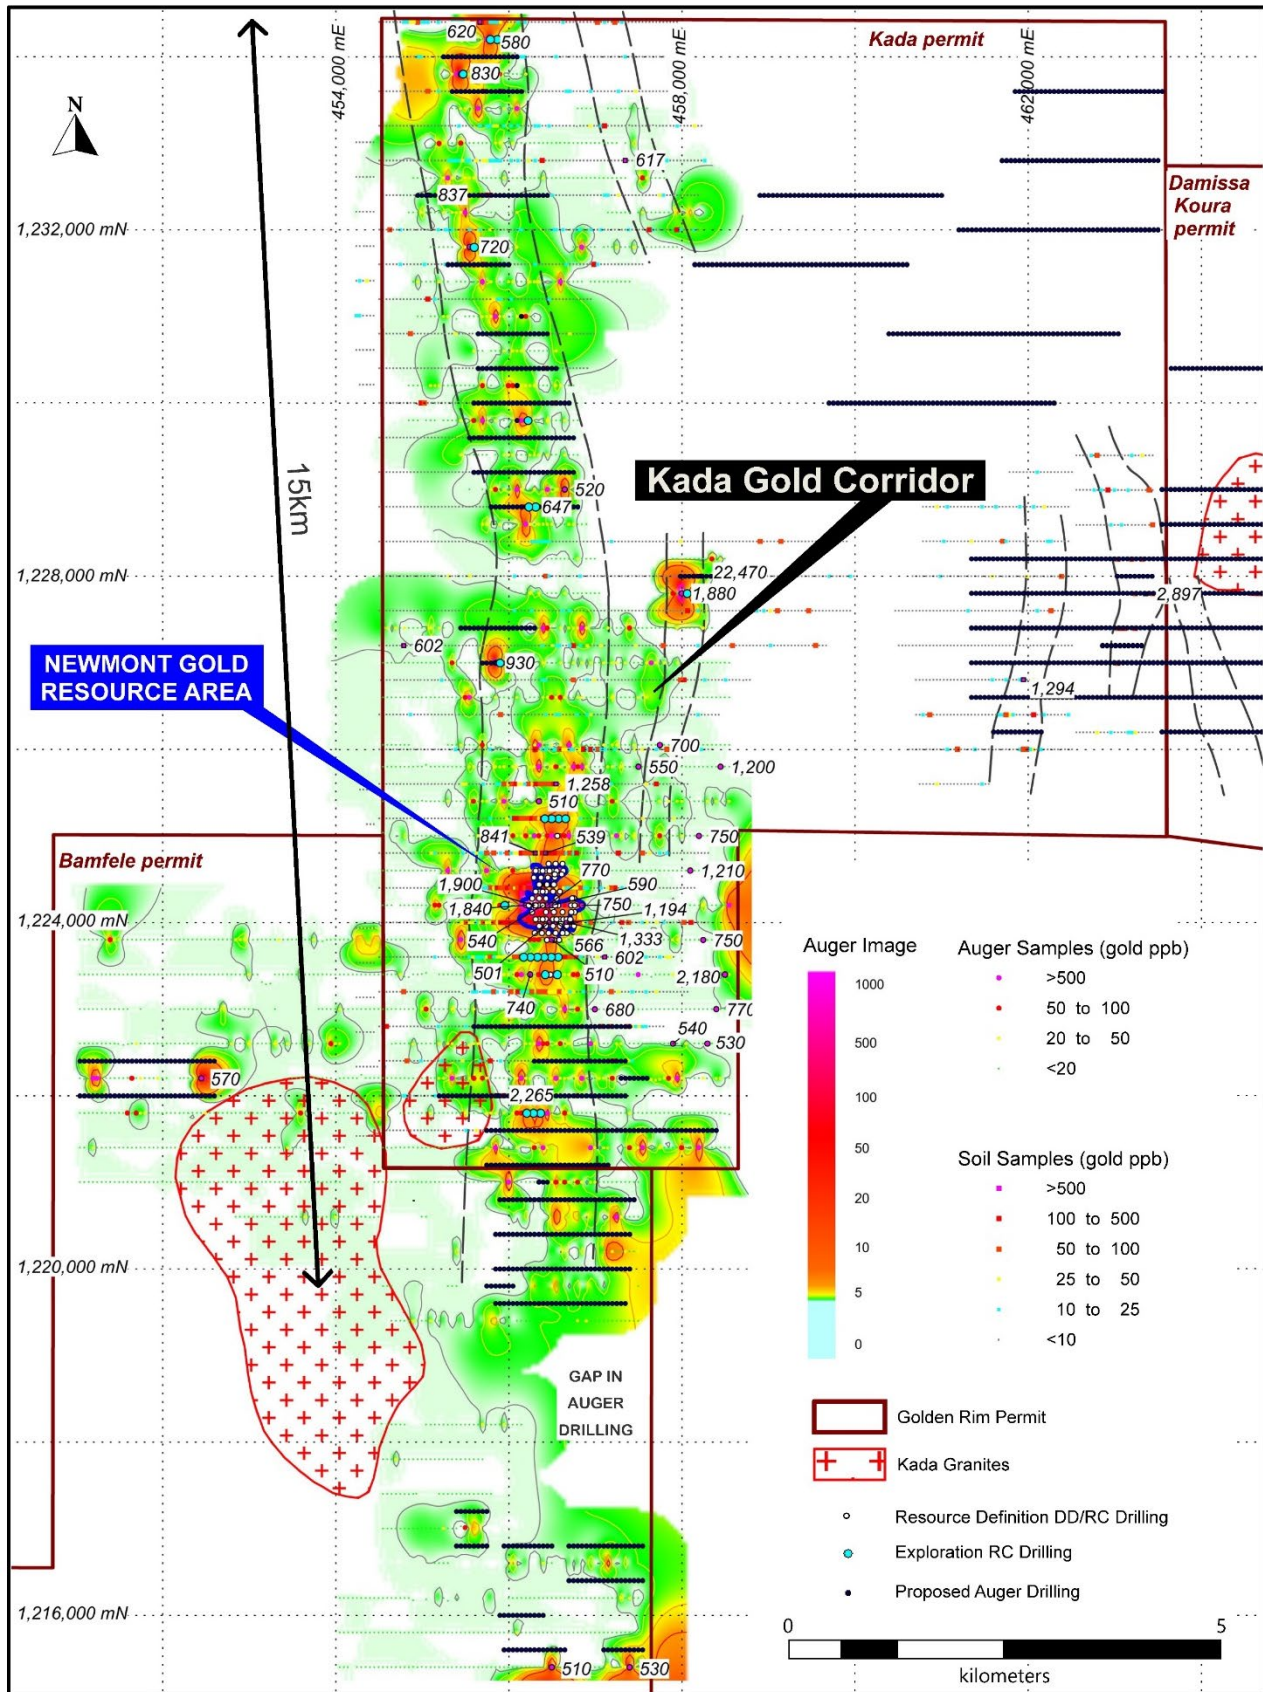 620
580
Kada permit
454,000 mE
458,000 mE
462,000 mE
830
N
617
Damissa
Koura
permit
837
1,232,000 mN
720
15km
Kada Gold Corridor
520
647
1,228,000 mN
22,470
1,880
2,897
602
930
NEWMONT GOLD
RESOURCE AREA
1,294
700
550
1,200
1,258
510
841
539
750
Bamfele permit
770
1,210
1,900
590
1,840
750
1,194
1,224,000 mN
540
566
1,333
750
602
501
510
2,180
740
680
770
540
530
570
2,265
1,220,000 mN
GAP IN
AUGER
DRILLING
1,216,000 mN
510
530
Auger Image
1000
500
100
50
20
10
5
0
Auger Samples (gold ppb)
>500
50 to 100
20 to 50
<20
Soil Samples (gold ppb)
>500
100 to 500
50 to 100
25 to 50
10 to 25
<10
Golden Rim Permit
Kada Granites
Resource Definition DD/RC Drilling
Exploration RC Drilling
Proposed Auger Drilling
0 5
kilometers